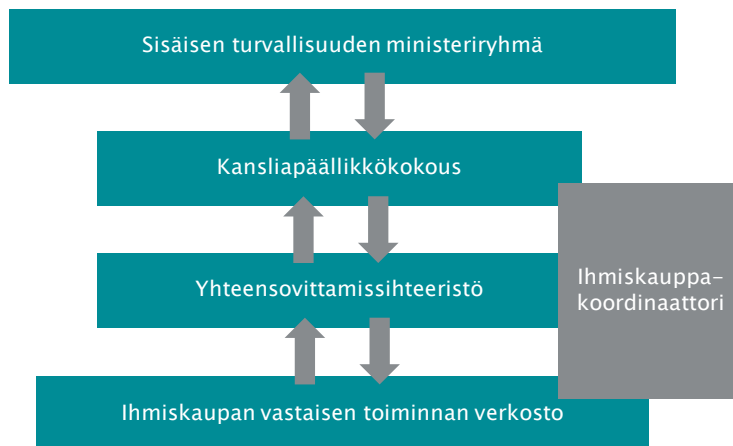 Sisäisen turvallisuuden ministeriryhmä
Kansliapäällikkökokous
Yhteensovittamissihteeristö
Ihmiskauppa-
koordinaattori
Ihmiskaupan vastaisen toiminnan verkosto